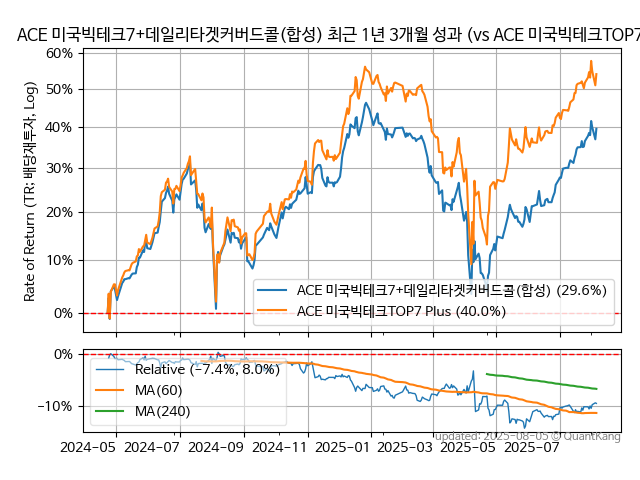 ACE 미국빅테크7+데일리타겟커버드콜(합성) 최근 1년 3개월 성과 (vs ACE 미국빅테크TOP7
60%
50%
40%
30%
20%
10%
0%
Rate of Return (TR: 배당재투자, Log)
ACE 미국빅테크7+데일리타겟커버드콜(합성) (29.6%)
ACE 미국빅테크TOP7 Plus (40.0%)
0%
−10%
Relative (−7.4%, 8.0%)
MA(60)
MA(240)
2024-05 2024-07 2024-09 2024-11 2025-01 2025-03 2025-05 2025-07
updated: 2025-08-05 © QuantKang